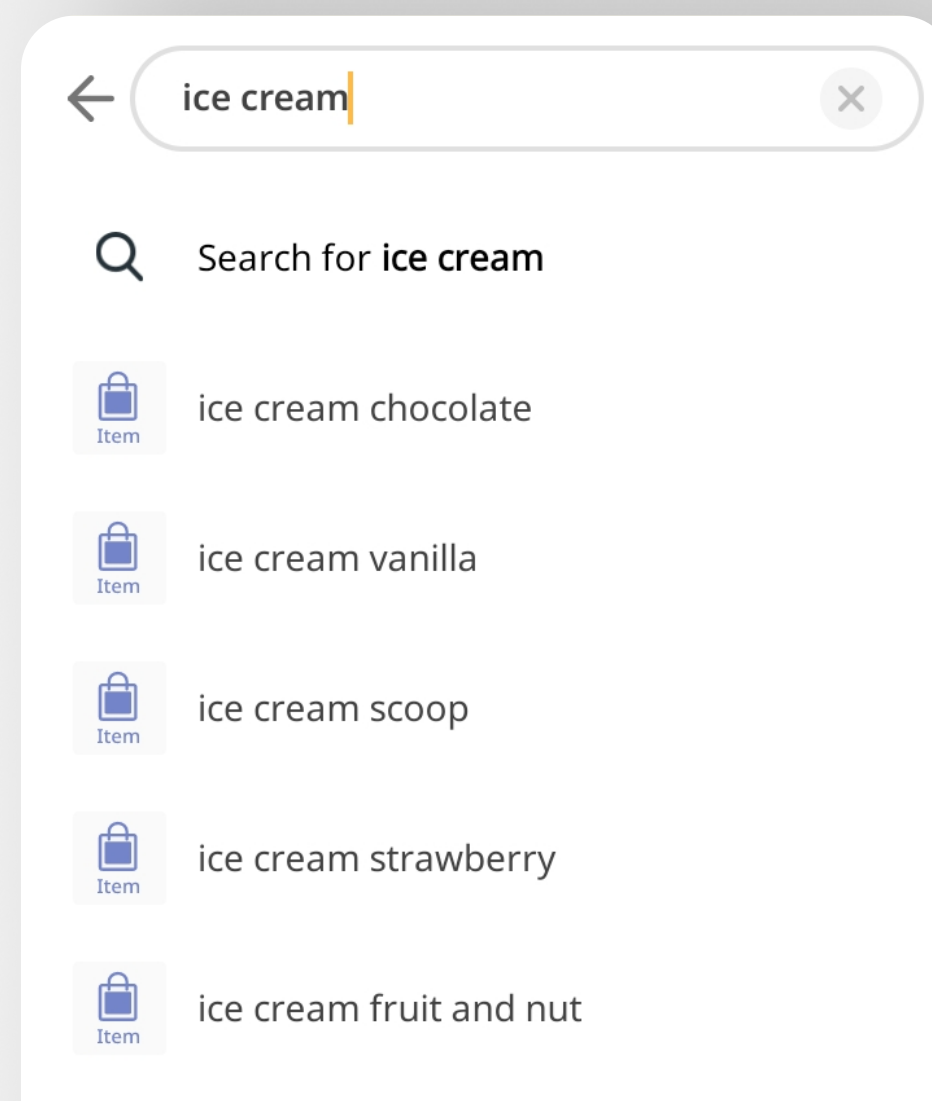 ice cream
Search for ice cream
Item
ice cream chocolate
Item
ice cream vanilla
Item
ice cream scoop
Item
ice cream strawberry
Item
ice cream fruit and nut